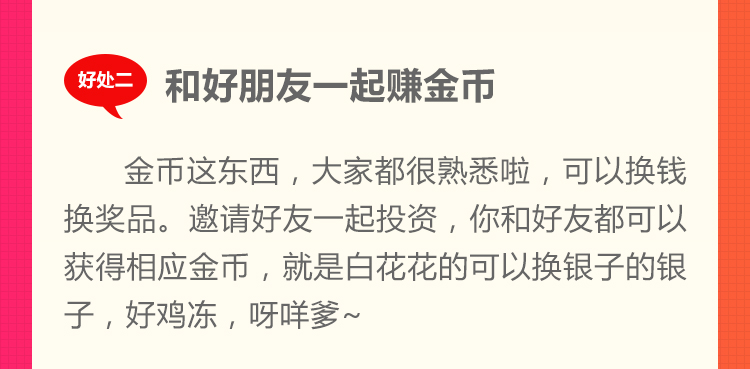 好处二
和好朋友一起赚金币
金币这东西，大家都很熟悉啦，可以换钱
换奖品。邀请好友一起投资，你和好友都可以
获得相应金币，就是白花花的可以换银子的银
子，好鸡冻，呀咩爹~